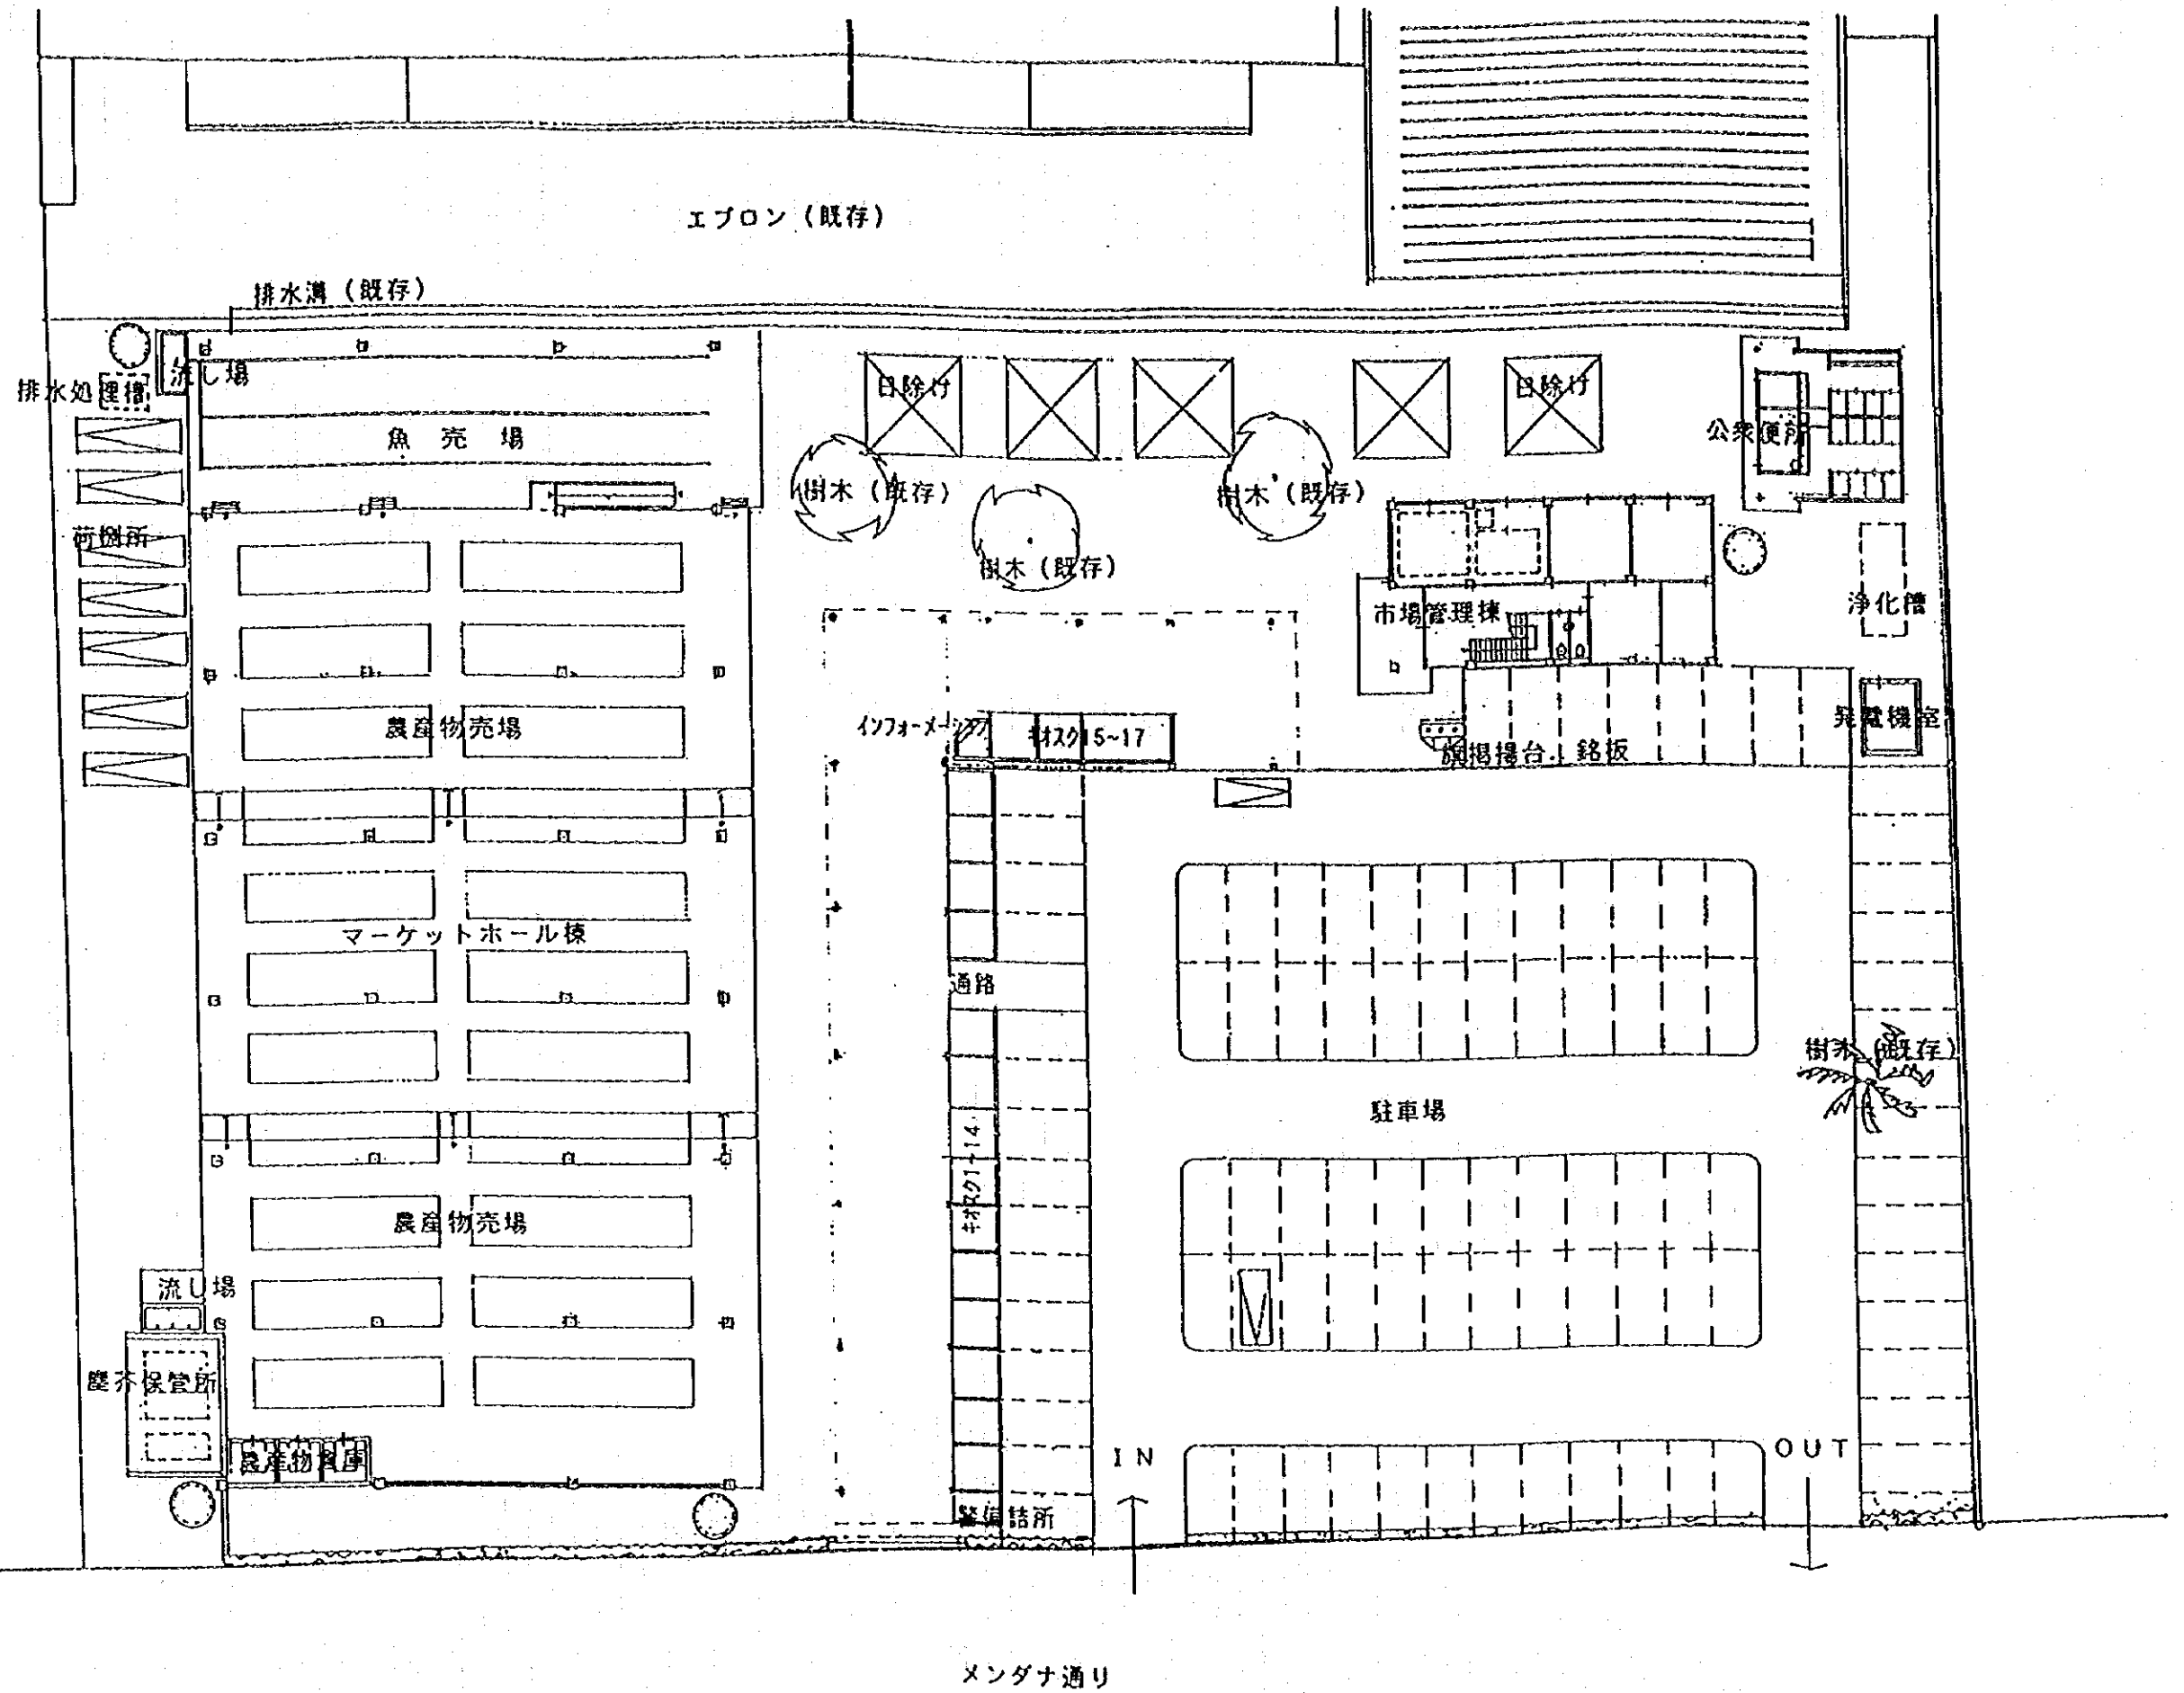 エプロン (既存)
排水溝 (既存)
流し場
排水処理槽
日除け
日除け
魚 売 場
公衆便所
樹木 (既存)
樹木 (既存)
荷捌所
樹木 (既存)
浄化槽
市場管理棟
農産物売場
インフォーメーション
キオスク15~17
発電機室
旗掲揚台、銘板
マーケットホール棟
通路
樹木 (既存)
駐車場
キオスク1~14
農産物売場
流し場
塵芥保管所
農産物倉庫
IN
OUT
警備詰所
メンダナ通り